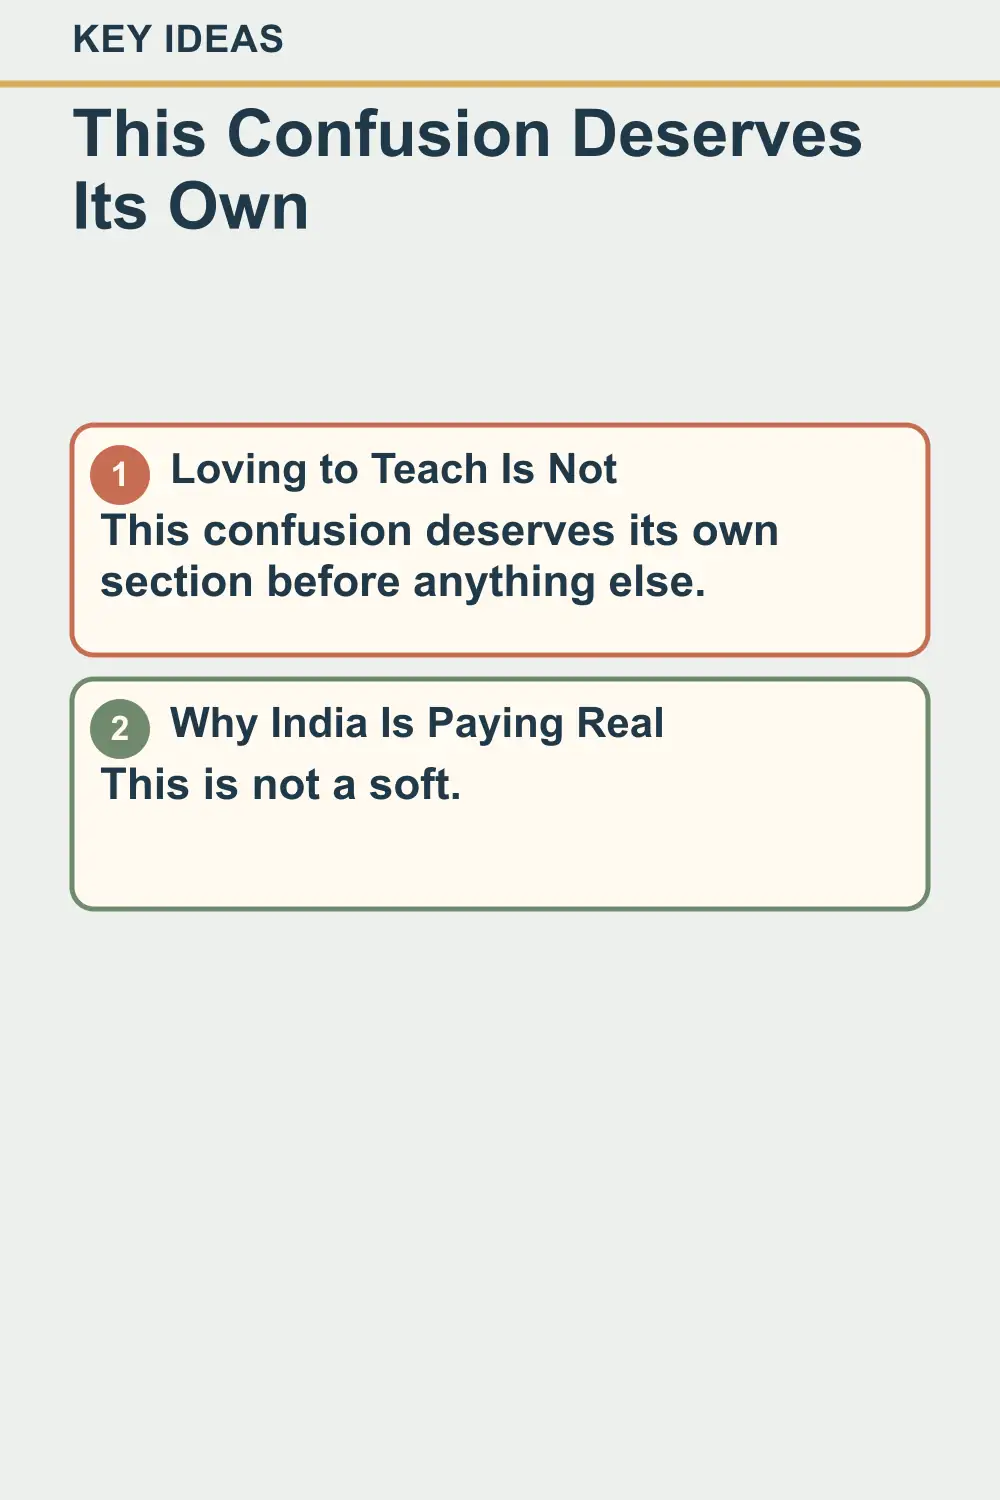 KEY IDEAS
This Confusion Deserves
Its Own
1 Loving to Teach Is Not
This confusion deserves its own
section before anything else.
2 Why India Is Paying Real
This is not a soft.